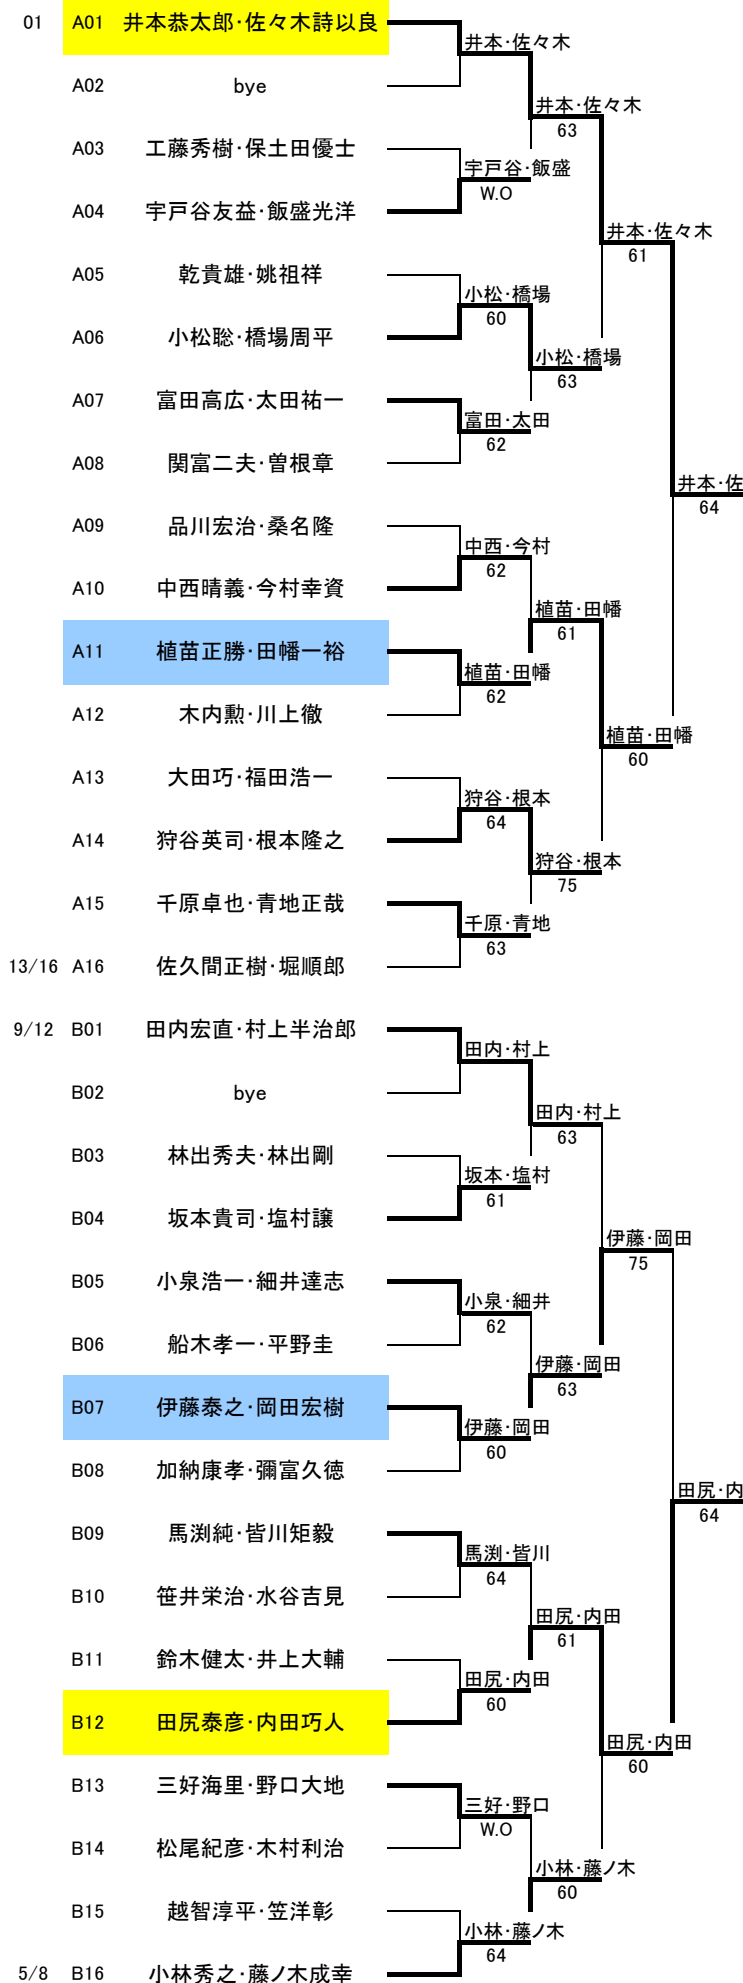 01 A01 井本恭太郎・佐々木詩以良
井本・佐々木
A02 bye
井本・佐々木
63
A03 工藤秀樹・保土田優士
宇戸谷・飯盛
W.O
A04 宇戸谷友益・飯盛光洋
井本・佐々木
61
A05 乾貴雄・姚祖祥
小松・橋場
60
A06 小松聡・橋場周平
小松・橋場
63
A07 富田高広・太田祐一
富田・太田
62
A08 関富二夫・曽根章
井本・佐
64
A09 品川宏治・桑名隆
中西・今村
62
A10 中西晴義・今村幸資
植苗・田幡
61
A11 植苗正勝・田幡一裕
植苗・田幡
62
A12 木内勲・川上徹
植苗・田幡
60
A13 大田巧・福田浩一
狩谷・根本
64
A14 狩谷英司・根本隆之
狩谷・根本
75
A15 千原卓也・青地正哉
千原・青地
63
13/16 A16 佐久間正樹・堀順郎
9/12 B01 田内宏直・村上半治郎
田内・村上
B02 bye
田内・村上
63
B03 林出秀夫・林出剛
坂本・塩村
61
B04 坂本貴司・塩村譲
伊藤・岡田
75
B05 小泉浩一・細井達志
小泉・細井
62
B06 船木孝一・平野圭
伊藤・岡田
63
B07 伊藤泰之・岡田宏樹
伊藤・岡田
60
B08 加納康孝・彌富久徳
田尻・内
64
B09 馬渕純・皆川矩毅
馬渕・皆川
64
B10 笹井栄治・水谷吉見
田尻・内田
61
B11 鈴木健太・井上大輔
田尻・内田
60
B12 田尻泰彦・内田巧人
田尻・内田
60
B13 三好海里・野口大地
三好・野口
W.O
B14 松尾紀彦・木村利治
小林・藤ノ木
60
B15 越智淳平・笠洋彰
小林・藤ノ木
64
5/8 B16 小林秀之・藤ノ木成幸